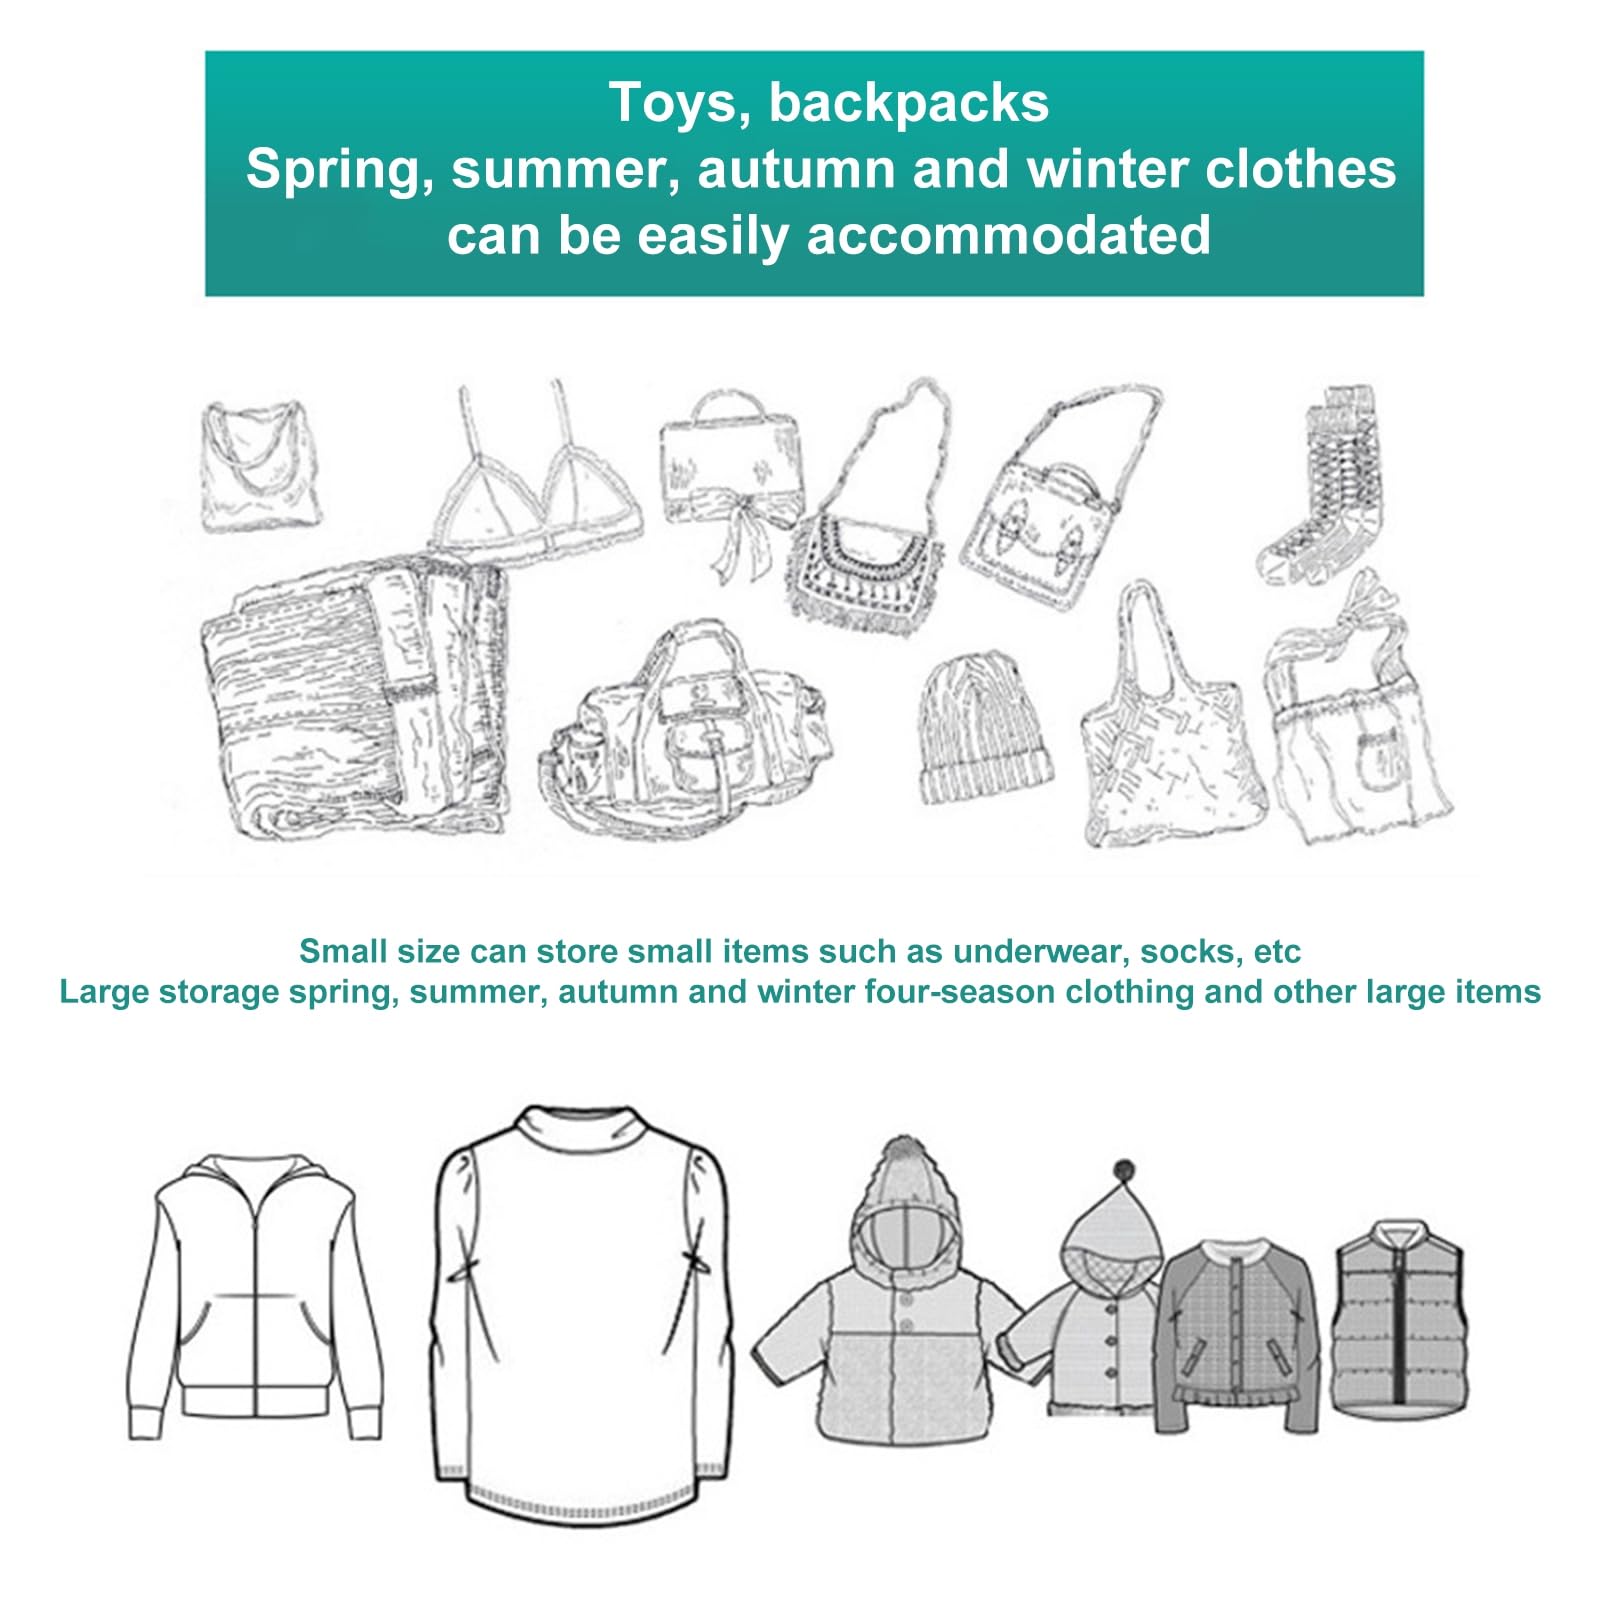 Toys, backpacks
Spring, summer, autumn and winter clothes
can be easily accommodated
Small size can store small items such as underwear, socks, etc
Large storage spring, summer, autumn and winter four-season clothing and other large items